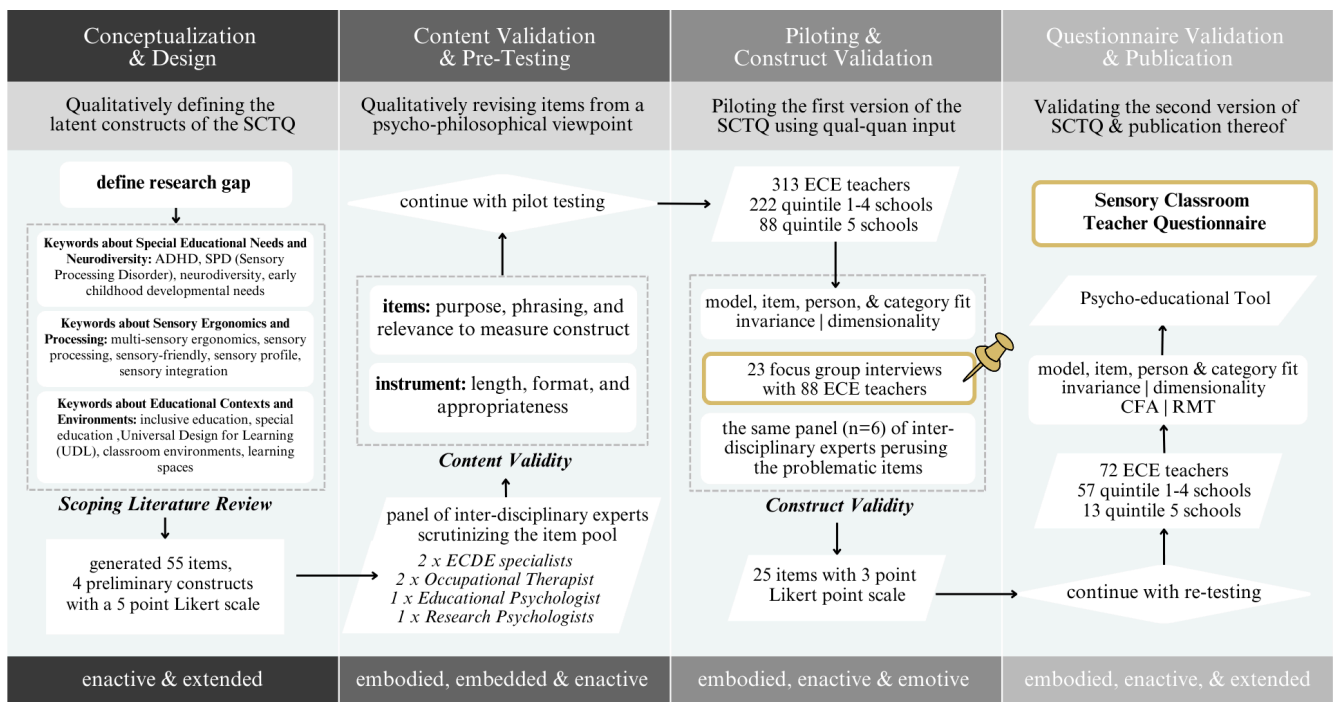 Conceptualization
& Design
Qualitatively defining the
latent constructs of the SCTQ
define research gap
Keywords about Special Educational Needs and
Neurodiversity: ADHD, SPD (Sensory
Processing Disorder), neurodiversity, early
childhood developmental needs
Keywords about Sensory Ergonomics and
Processing: multi-sensory ergonomics, sensory
processing, sensory-friendly, sensory profile,
sensory integration
Keywords about Educational Contexts and
Environments: inclusive education, special
education ,Universal Design for Learning
(UDL), classroom environments, learning
spaces
Scoping Literature Review
generated 55 items,
4 preliminary constructs
with a 5 point Likert scale
enactive & extended
Content Validation
& Pre-Testing
Qualitatively revising items from a
psycho-philosophical viewpoint
continue with pilot testing
items: purpose, phrasing, and
relevance to measure construct
instrument: length, format, and
appropriateness
Content Validity
panel of inter-disciplinary experts
scrutinizing the item pool
2 x ECDE specialists
2 x Occupational Therapist
1 x Educational Psychologist
1 x Research Psychologists
embodied, embedded & enactive
Piloting &
Construct Validation
Piloting the first version of the
SCTQ using qual-quan input
313 ECE teachers
222 quintile 1-4 schools
88 quintile 5 schools
model, item, person, & category fit
invariance | dimensionality
23 focus group interviews
with 88 ECE teachers
the same panel (n=6) of inter-
disciplinary experts perusing
the problematic items
Construct Validity
25 items with 3 point
Likert point scale
embodied, enactive & emotive
Questionnaire Validation
& Publication
Validating the second version of
SCTQ & publication thereof
Sensory Classroom
Teacher Questionnaire
Psycho-educational Tool
model, item, person & category fit
invariance | dimensionality
CFA | RMT
72 ECE teachers
57 quintile 1-4 schools
13 quintile 5 schools
continue with re-testing
embodied, enactive, & extended